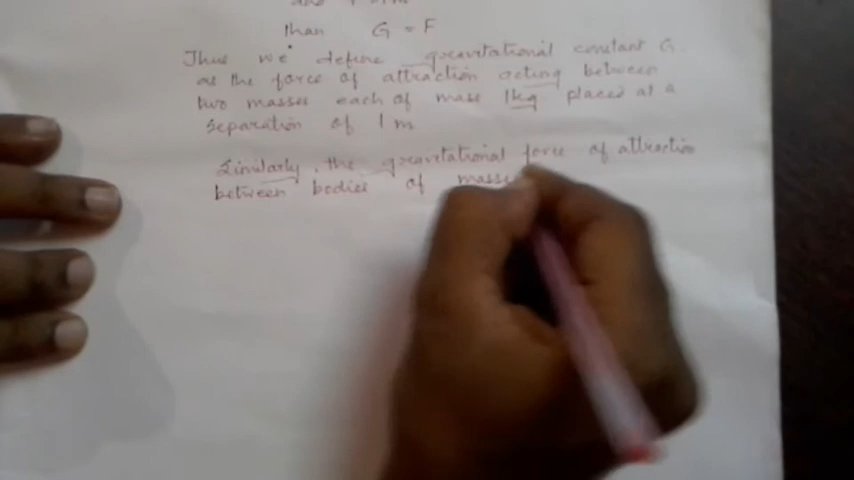 than G = F
Thus we define gravitational constant G.
as the force of attraction acting between
two masses each of mass 1kg placed at a
separation of 1 m
Similarly, the gravitational force of attraction
between bodies of masses